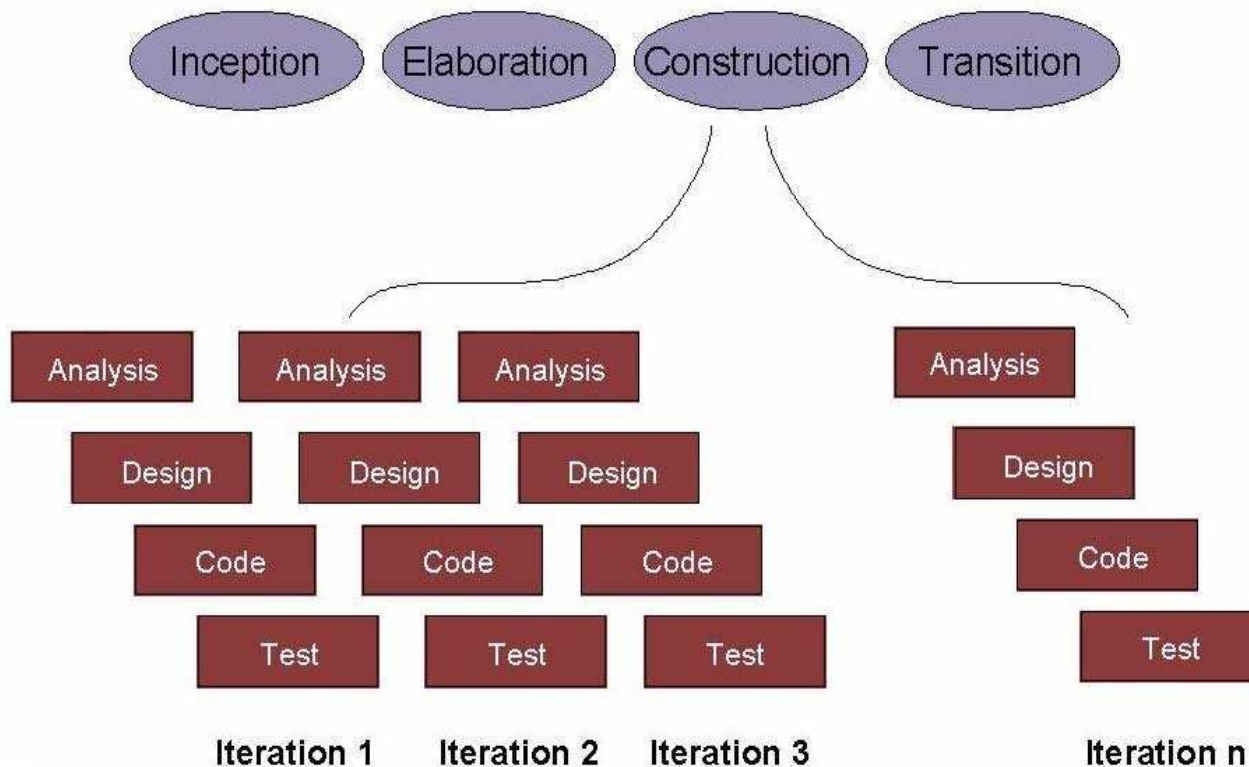 Inception Elaboration Construction Transition
Analysis Analysis Analysis Analysis
Design Design Design Design
Code Code Code Code
Test Test Test Test
Iteration 1 Iteration 2 Iteration 3 Iteration n